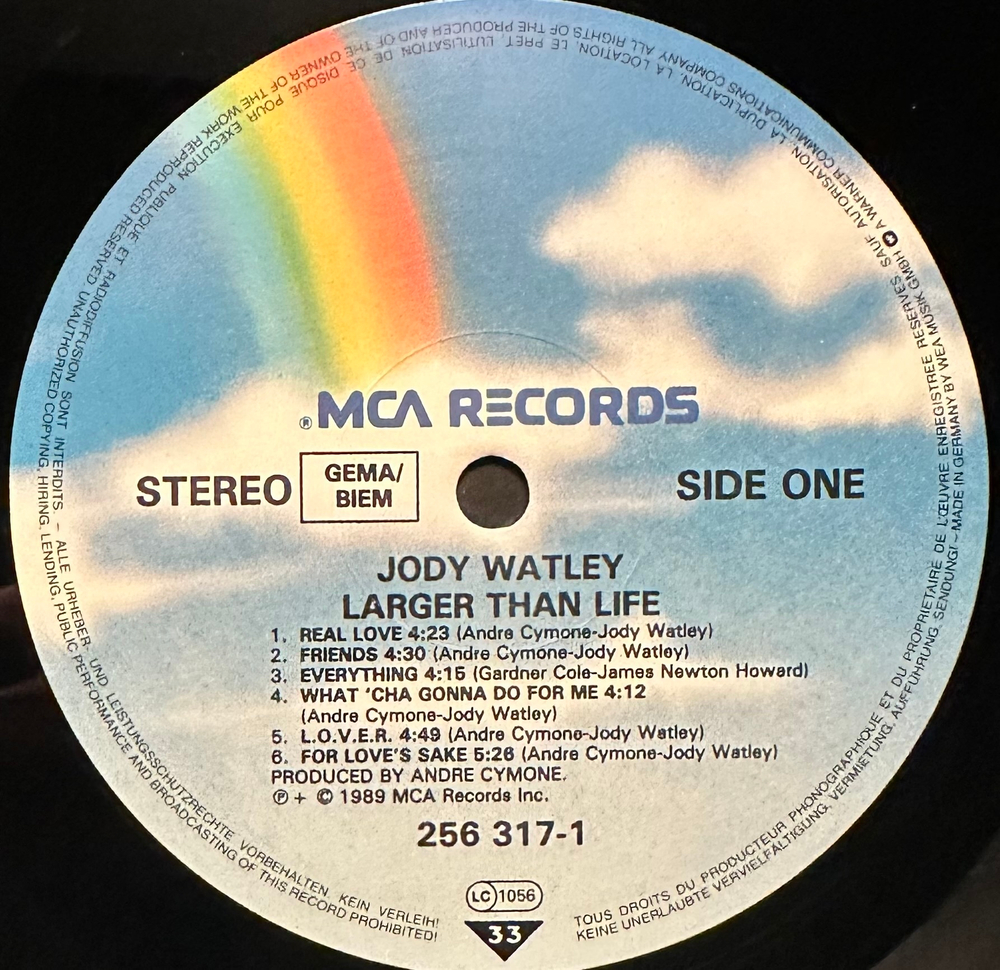 ® MCA RECORDS
STEREO
GEMA/
BIEM
SIDE ONE
JODY WATLEY
LARGER THAN LIFE
1. REAL LOVE 4:23 (Andre Cymone-Jody Watley)
2. FRIENDS 4:30 (Andre Cymone-Jody Watley)
3. EVERYTHING 4:15 (Gardner Cole-James Newton Howard)
4. WHAT 'CHA GONNA DO FOR ME 4:12
(Andre Cymone-Jody Watley)
5. L.O.V.E.R. 4:49 (Andre Cymone-Jody Watley)
6. FOR LOVE'S SAKE 5:26 (Andre Cymone-Jody Watley)
PRODUCED BY ANDRE CYMONE.
℗ + © 1989 MCA Records Inc.
256 317-1
LC 1056
33
TOUS DROITS DU PRODUCTEUR PHONOGRAPHIQUE ET DU PROPRIETAIRE DE L'ŒUVRE ENREGISTREE RESERVES. SAUF AUTORISATION, LA DUPLICATION, LA LOCATION, LE PRET, L'UTILISATION DE CE DISQUE POUR EXECUTION PUBLIQUE ET RADIODIFFUSION SONT INTERDITS. – ALLE URHEBER- UND LEISTUNGSSCHUTZRECHTE VORBEHALTEN. KEIN VERLEIH!
KEINE UNERLAUBTE VERVIELFÄLTIGUNG, VERMIETUNG, AUFFÜHRUNG, SENDUNG! – MADE IN GERMANY BY WEA MUSIK GMBH A WARNER COMMUNICATIONS COMPANY ALL RIGHTS OF THE PRODUCER AND OF THE OWNER OF THE WORK REPRODUCED RESERVED. UNAUTHORIZED COPYING, HIRING, LENDING, PUBLIC PERFORMANCE AND BROADCASTING OF THIS RECORD PROHIBITED!